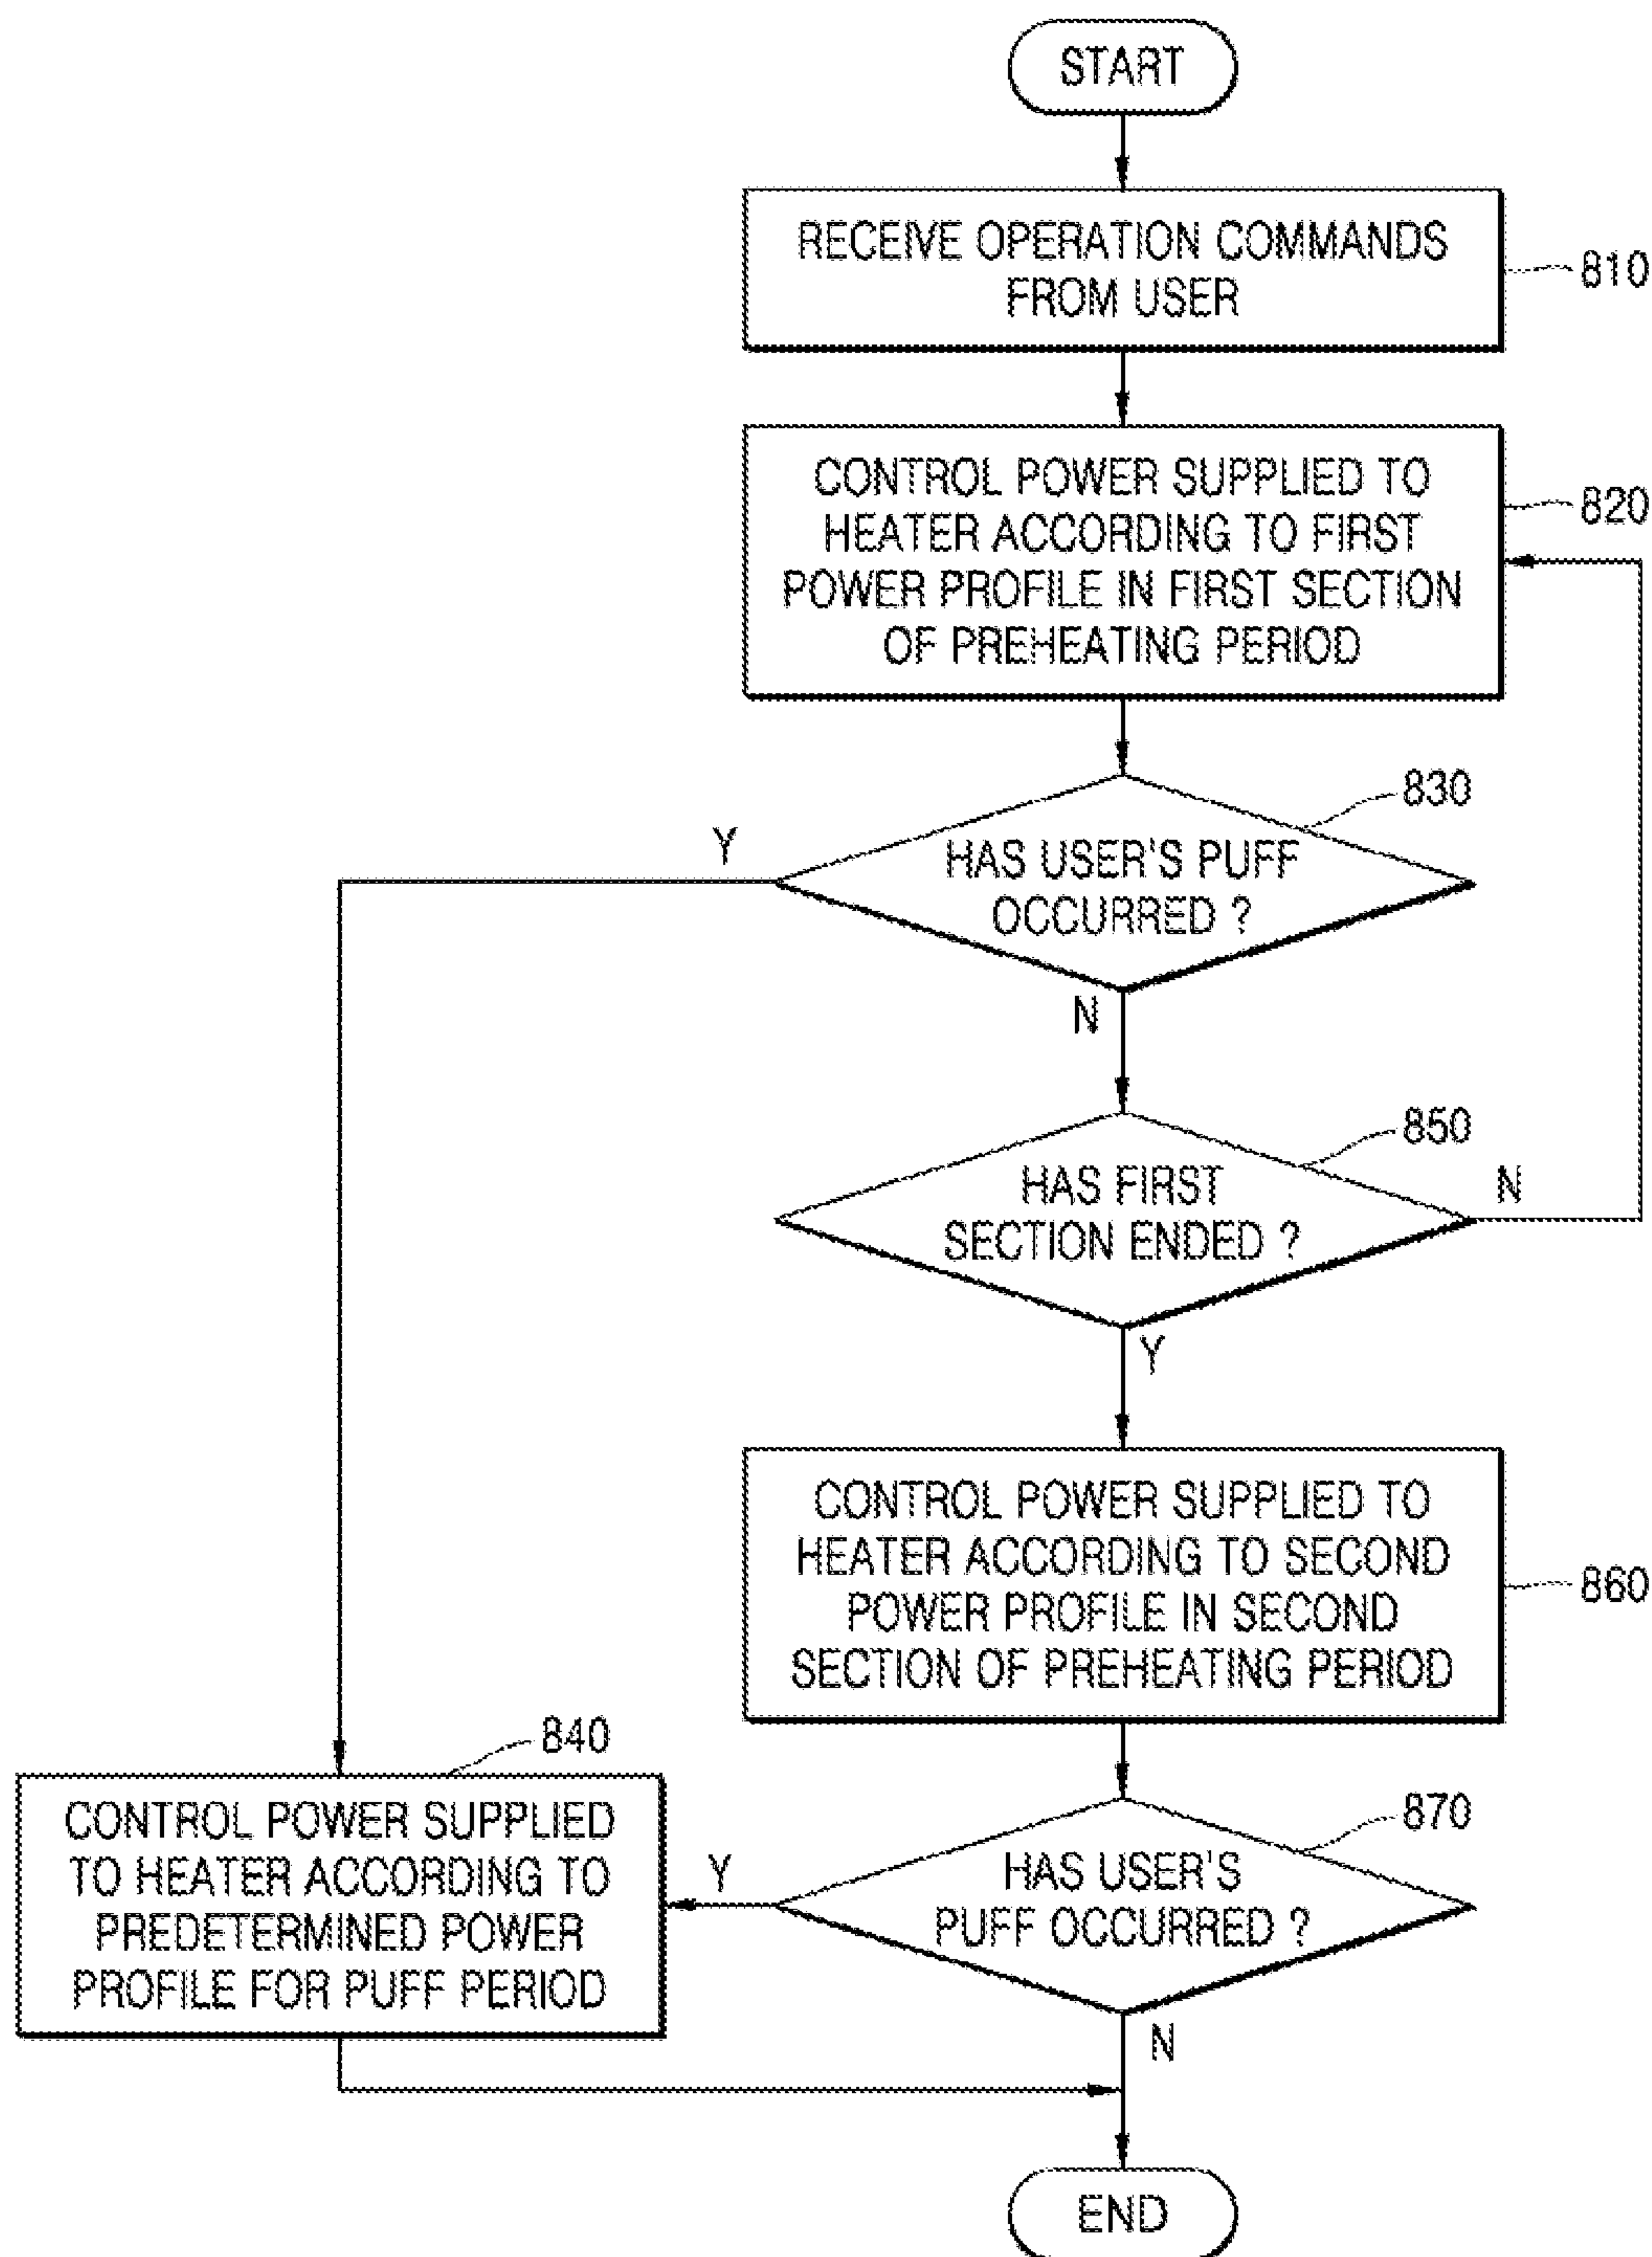 START
RECEIVE OPERATION COMMANDS
FROM USER
810
CONTROL POWER SUPPLIED TO
HEATER ACCORDING TO FIRST
POWER PROFILE IN FIRST SECTION
OF PREHEATING PERIOD
820
830
Y
HAS USER'S PUFF
OCCURRED ?
N
850
HAS FIRST
SECTION ENDED ?
N
Y
CONTROL POWER SUPPLIED TO
HEATER ACCORDING TO SECOND
POWER PROFILE IN SECOND
SECTION OF PREHEATING PERIOD
860
840
CONTROL POWER SUPPLIED
TO HEATER ACCORDING TO
PREDETERMINED POWER
PROFILE FOR PUFF PERIOD
870
Y
HAS USER'S
PUFF OCCURRED ?
N
END